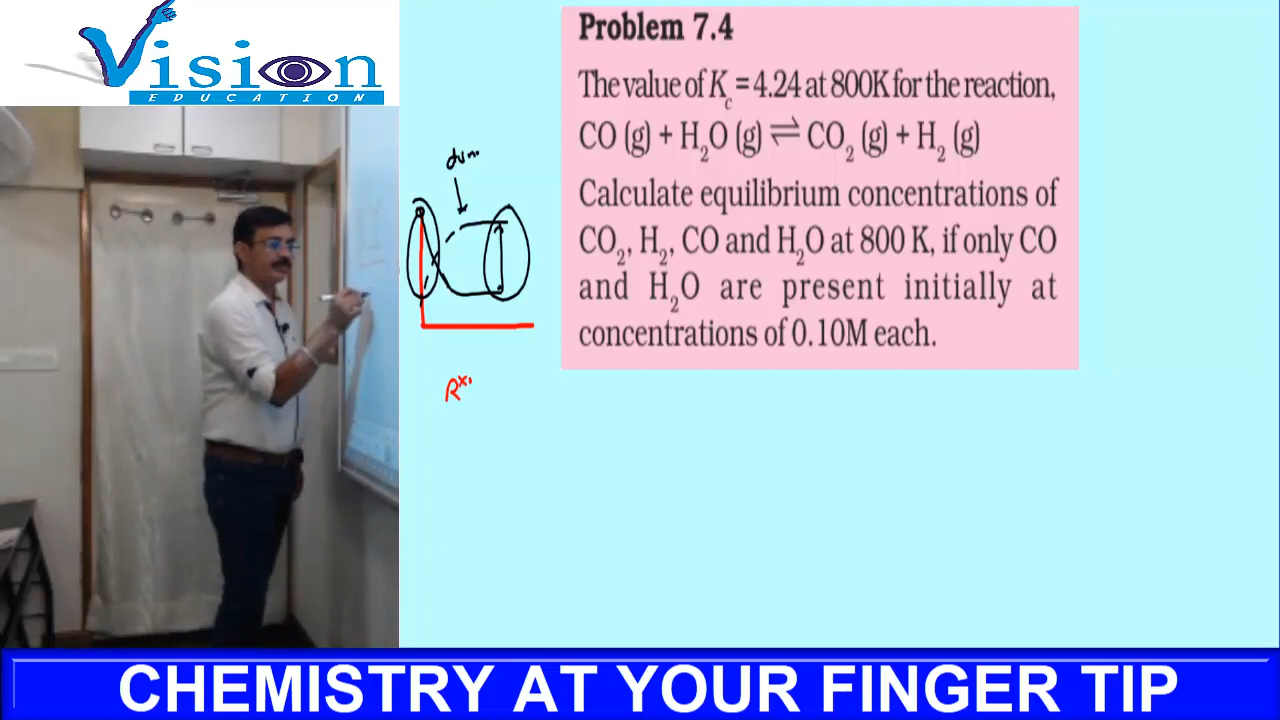 Vision
EDUCATION
Problem 7.4
The value of K꜀ = 4.24 at 800K for the reaction,
CO (g) + H₂O (g) ⇌ CO₂ (g) + H₂ (g)
Calculate equilibrium concentrations of
CO₂, H₂, CO and H₂O at 800 K, if only CO
and H₂O are present initially at
concentrations of 0.10M each.
Rx.
CHEMISTRY AT YOUR FINGER TIP